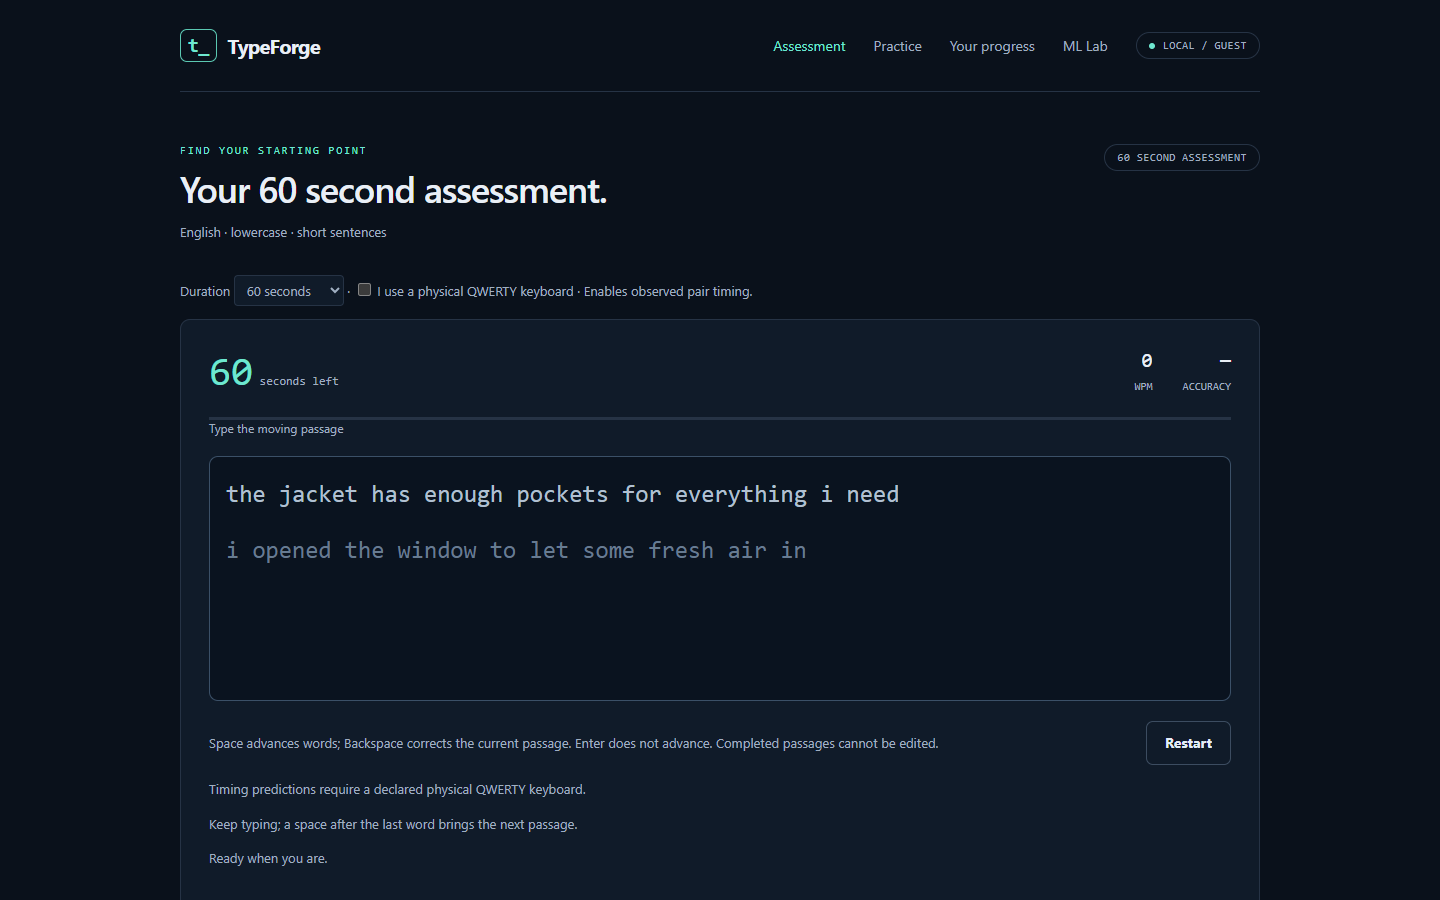 t_ TypeForge
Assessment Practice Your progress ML Lab LOCAL / GUEST
FIND YOUR STARTING POINT
60 SECOND ASSESSMENT
Your 60 second assessment.
English · lowercase · short sentences
Duration 60 seconds · I use a physical QWERTY keyboard · Enables observed pair timing.
60 seconds left
0 —
WPM ACCURACY
Type the moving passage
the jacket has enough pockets for everything i need
i opened the window to let some fresh air in
Space advances words; Backspace corrects the current passage. Enter does not advance. Completed passages cannot be edited.
Restart
Timing predictions require a declared physical QWERTY keyboard.
Keep typing; a space after the last word brings the next passage.
Ready when you are.